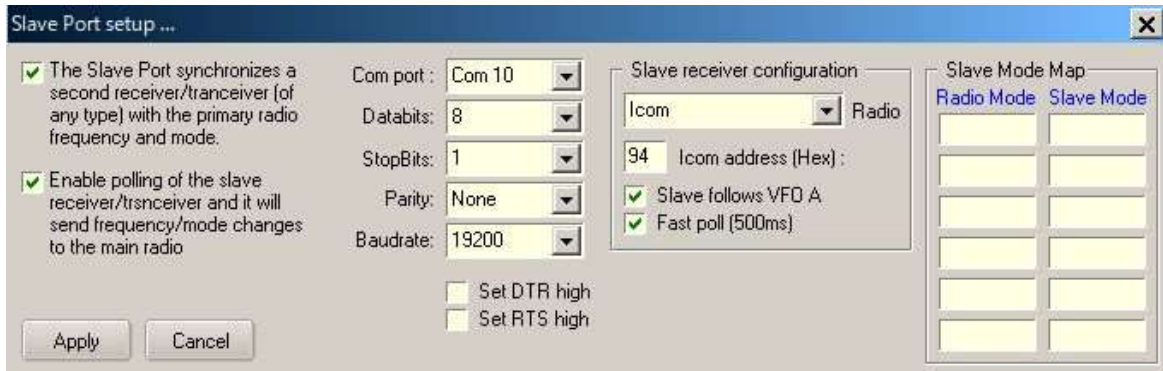 Slave Port setup ...
The Slave Port synchronizes a
second receiver/tranceiver (of
any type) with the primary radio
frequency and mode.
Enable polling of the slave
receiver/trsnceiver and it will
send frequency/mode changes
to the main radio
Apply
Cancel
Com port : Com 10
Databits: 8
StopBits: 1
Parity: None
Baudrate: 19200
Set DTR high
Set RTS high
Slave receiver configuration
Icom Radio
94 Icom address (Hex) :
Slave follows VFO A
Fast poll (500ms)
Slave Mode Map
Radio Mode Slave Mode